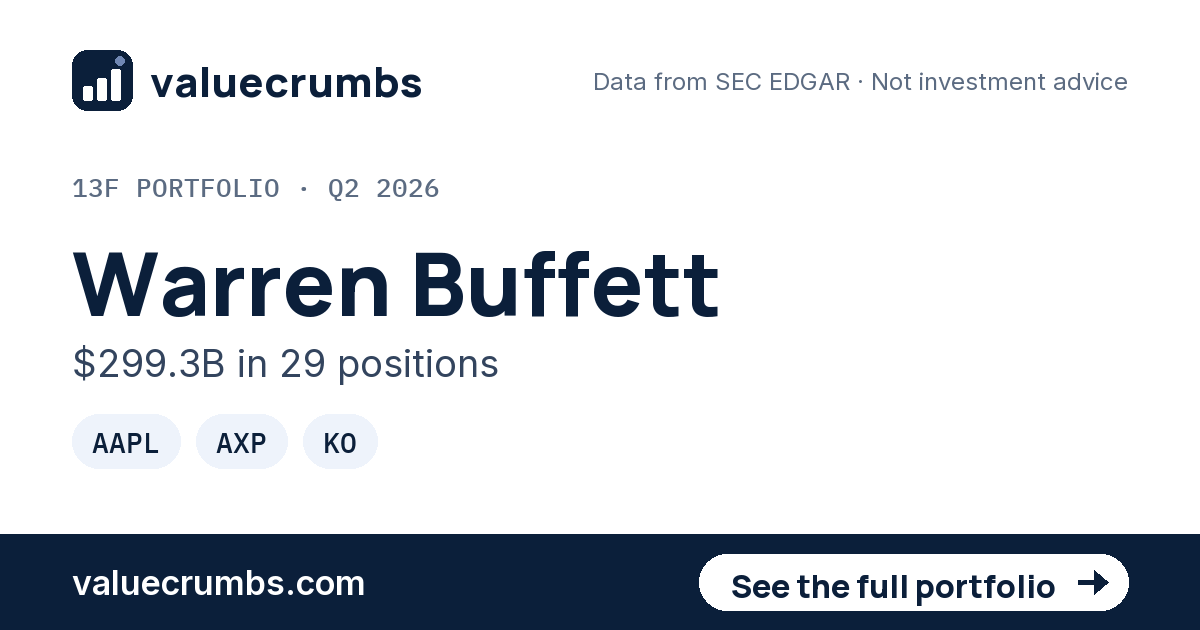 valuecrumbs
Data from SEC EDGAR · Not investment advice
13F PORTFOLIO · Q2 2026
Warren Buffett
$299.3B in 29 positions
AAPL AXP KO
valuecrumbs.com
See the full portfolio →